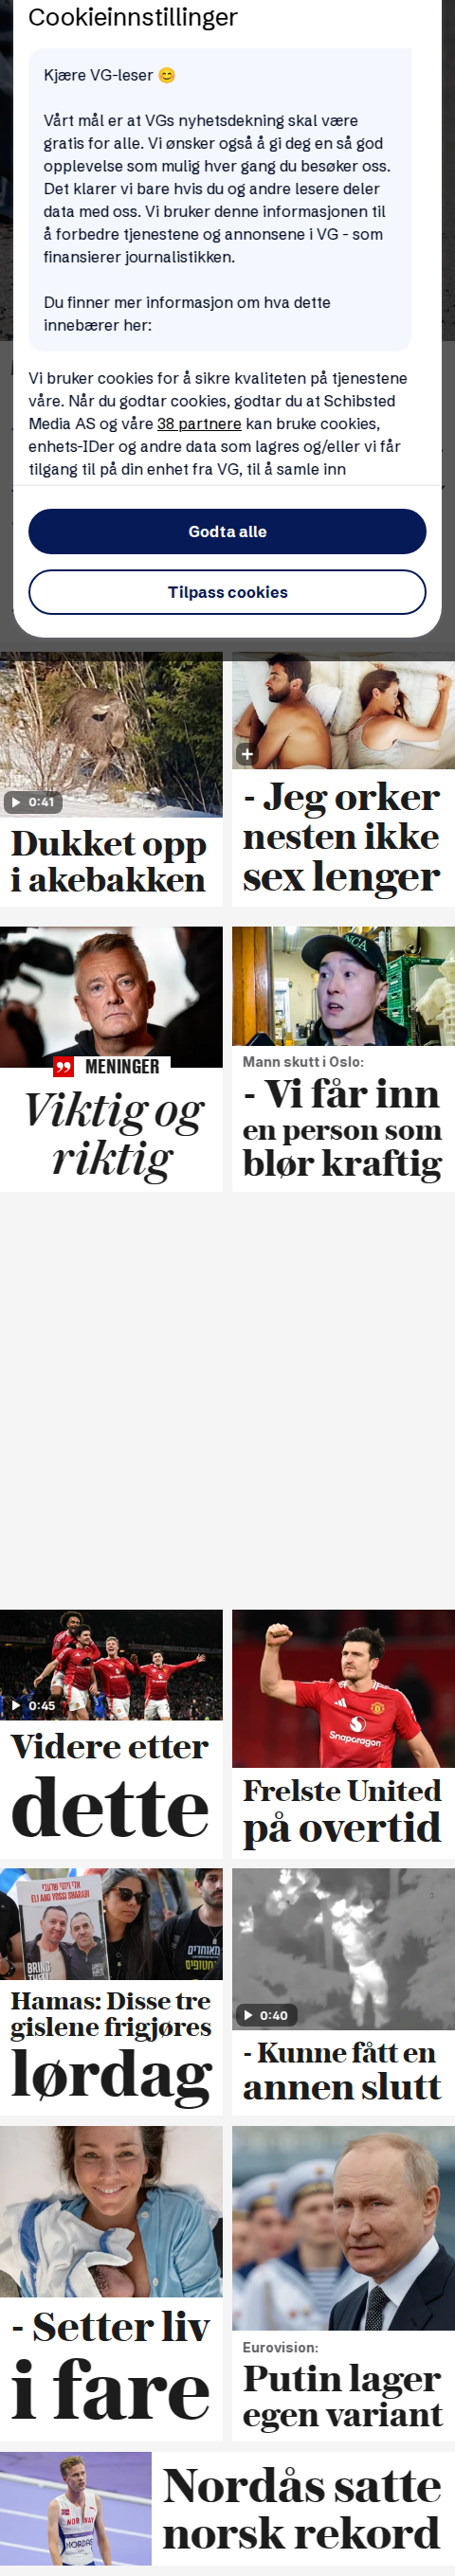 Cookieinnstillinger
Kjære VG-leser 😊
Vårt mål er at VGs nyhetsdekning skal være
gratis for alle. Vi ønsker også å gi deg en så god
opplevelse som mulig hver gang du besøker oss.
Det klarer vi bare hvis du og andre lesere deler
data med oss. Vi bruker denne informasjonen til
å forbedre tjenestene og annonsene i VG - som
finansierer journalistikken.
Du finner mer informasjon om hva dette
innebærer her:
Vi bruker cookies for å sikre kvaliteten på tjenestene
våre. Når du godtar cookies, godtar du at Schibsted
Media AS og våre 38 partnere kan bruke cookies,
enhets-IDer og andre data som lagres og/eller vi får
tilgang til på din enhet fra VG, til å samle inn
Godta alle
Tilpass cookies
0:41
Dukket opp
i akebakken
- Jeg orker
nesten ikke
sex lenger
MENINGER
Viktig og
riktig
Mann skutt i Oslo:
- Vi får inn
en person som
blør kraftig
0:45
Videre etter
dette
Snapdragon
Frelste United
på overtid
ELI AND YOSSI SHARABI
BRING
Hamas: Disse tre
gislene frigjøres
lørdag
0:40
- Kunne fått en
annen slutt
- Setter liv
i fare
Eurovision:
Putin lager
egen variant
NORWAY
NORDÅS
Nordås satte
norsk rekord